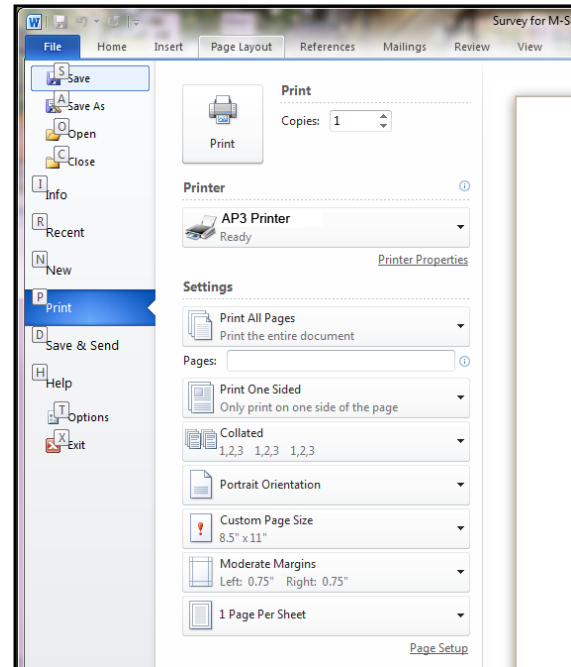 W
Survey for M-S
File Home Insert Page Layout References Mailings Review View
S Save
A Save As
O Open
C Close
I Info
R Recent
N New
P Print
D Save & Send
H Help
T Options
X Exit
Print
Print
Copies: 1
Printer
AP3 Printer
Ready
Printer Properties
Settings
Print All Pages
Print the entire document
Pages:
Print One Sided
Only print on one side of the page
Collated
1,2,3 1,2,3 1,2,3
Portrait Orientation
Custom Page Size
8.5" x 11"
Moderate Margins
Left: 0.75" Right: 0.75"
1 Page Per Sheet
Page Setup